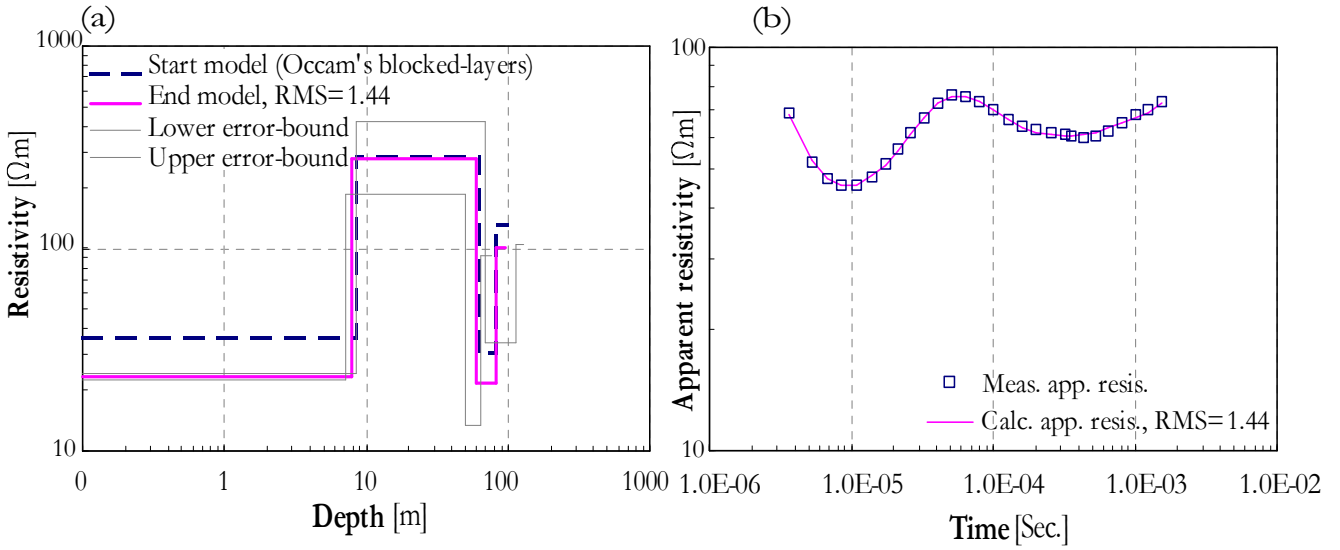 (a)
1000
100
10
Resistivity [Ωm]
Start model (Occam's blocked-layers)
End model, RMS=1.44
Lower error-bound
Upper error-bound
0
1
10
100
1000
Depth [m]
(b)
100
10
Apparent resistivity [Ωm]
Meas. app. resis.
Calc. app. resis., RMS=1.44
1.0E-06
1.0E-05
1.0E-04
1.0E-03
1.0E-02
Time [Sec.]